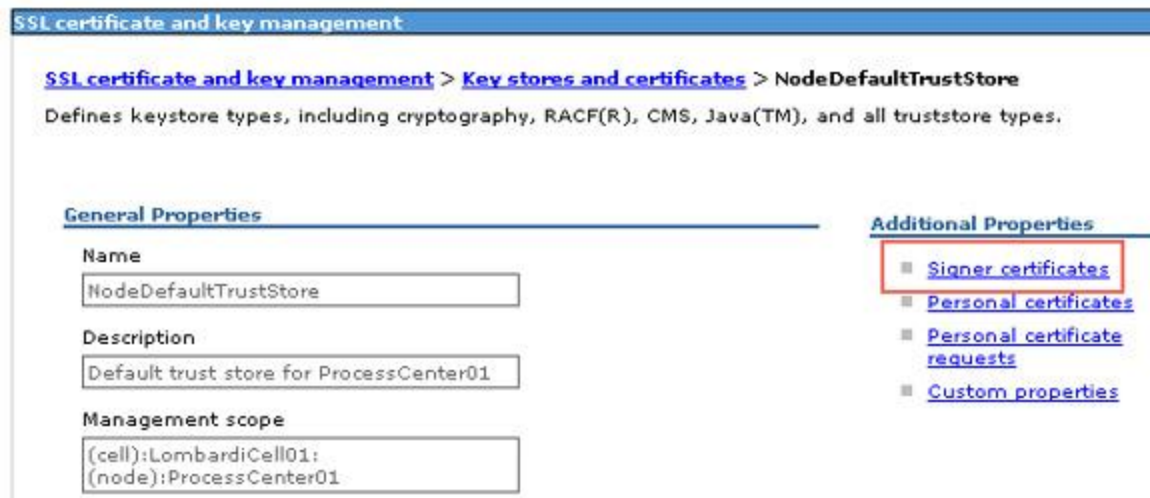 SSL certificate and key management
SSL certificate and key management > Key stores and certificates > NodeDefaultTrustStore
Defines keystore types, including cryptography, RACF(R), CMS, Java(TM), and all truststore types.
General Properties
Name
NodeDefaultTrustStore
Description
Default trust store for ProcessCenter01
Management scope
(cell):LombardiCell01:
(node):ProcessCenter01
Additional Properties
Signer certificates
Personal certificates
Personal certificate
requests
Custom properties